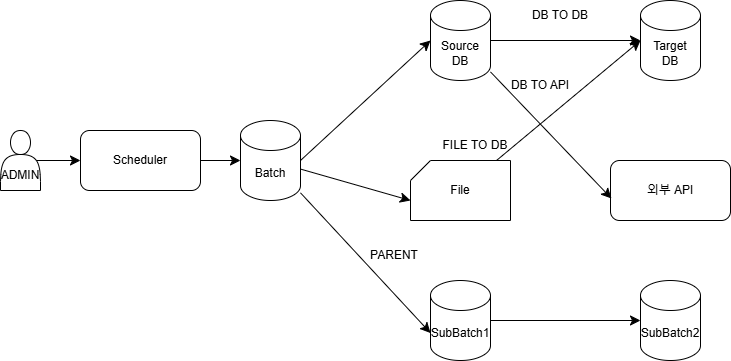 DB TO DB
Source
DB
Target
DB
DB TO API
FILE TO DB
Scheduler
Batch
ADMIN
File
외부 API
PARENT
SubBatch1
SubBatch2